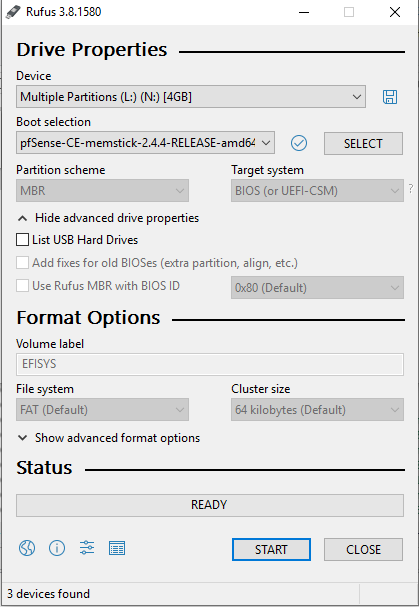 Rufus 3.8.1580
Drive Properties
Device
Multiple Partitions (L:) (N:) [4GB]
Boot selection
pfSense-CE-memstick-2.4.4-RELEASE-amd64
SELECT
Partition scheme
Target system
MBR
BIOS (or UEFI-CSM)
?
Hide advanced drive properties
List USB Hard Drives
Add fixes for old BIOSes (extra partition, align, etc.)
Use Rufus MBR with BIOS ID
0x80 (Default)
Format Options
Volume label
EFISYS
File system
Cluster size
FAT (Default)
64 kilobytes (Default)
Show advanced format options
Status
READY
START
CLOSE
3 devices found